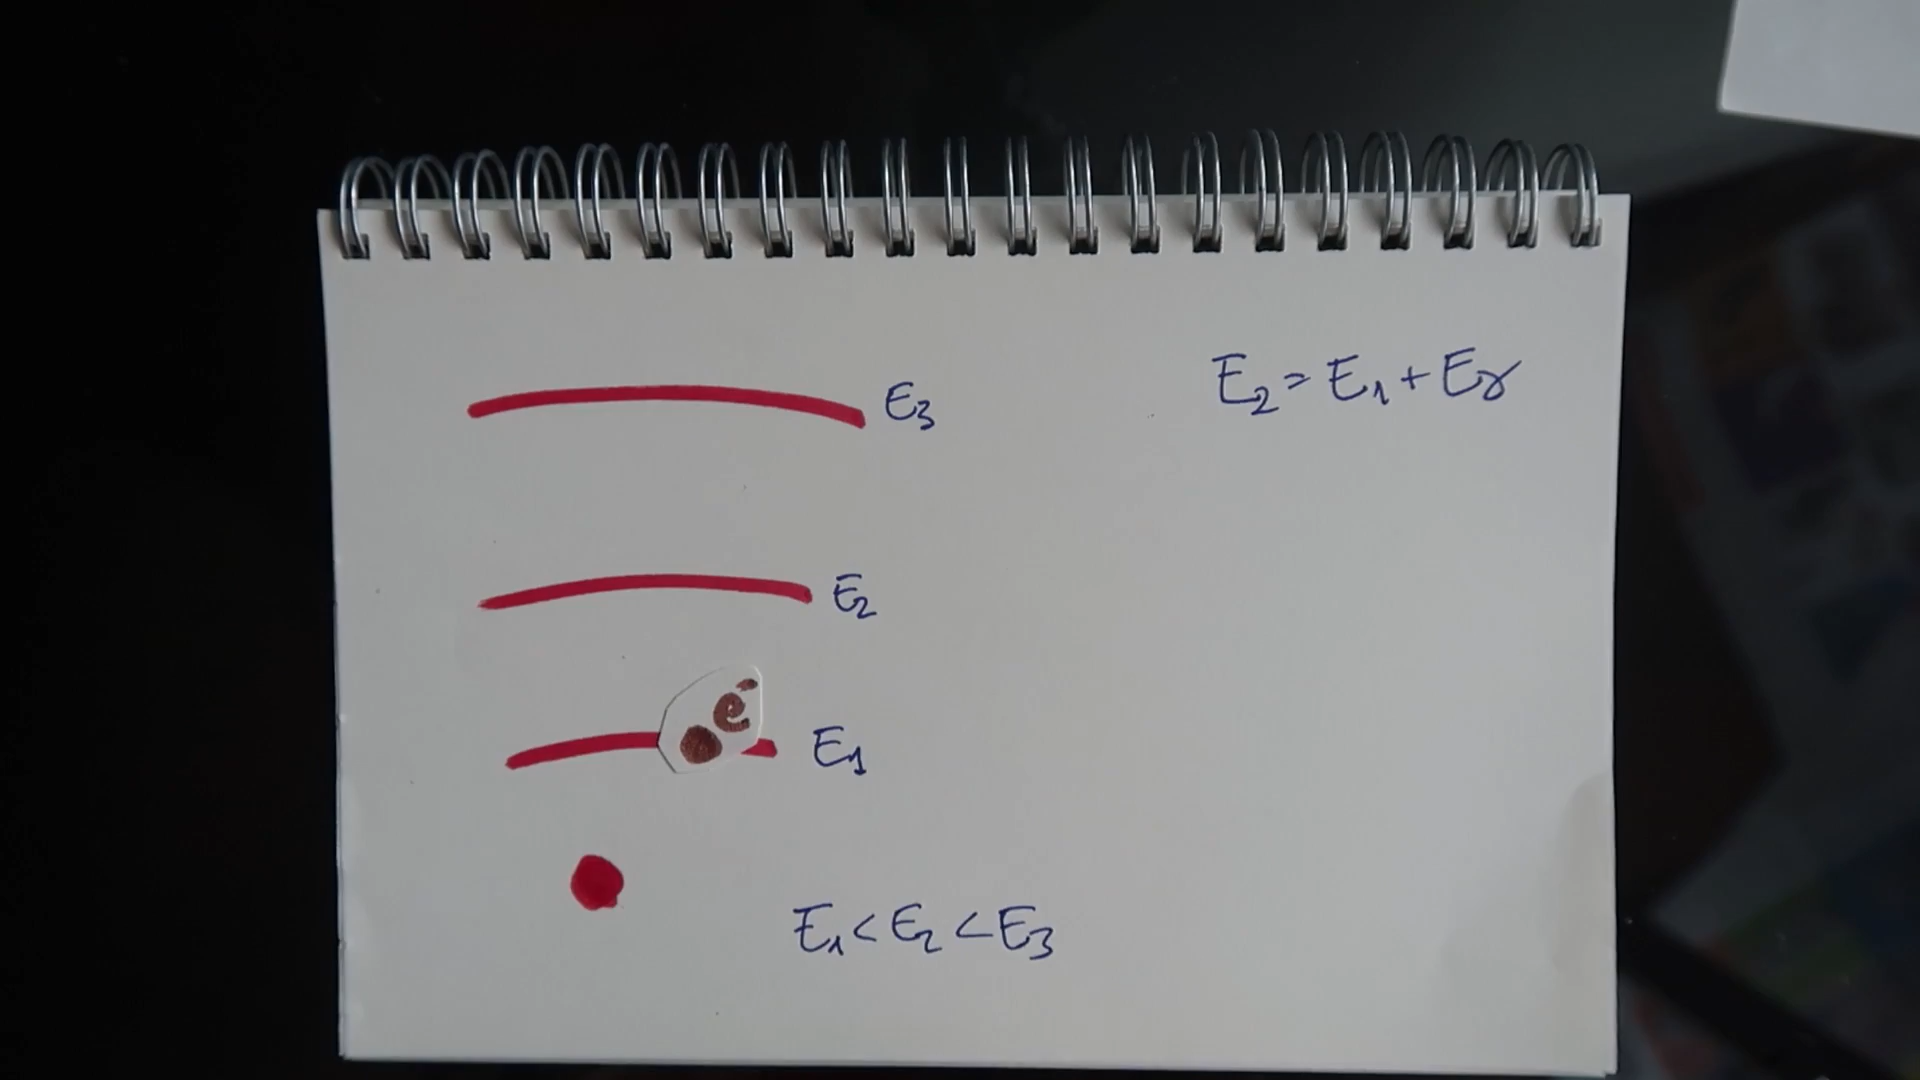 E₂ = E₁ + Eγ
E₃
E₂
e⁻
E₁
E₁ < E₂ < E₃